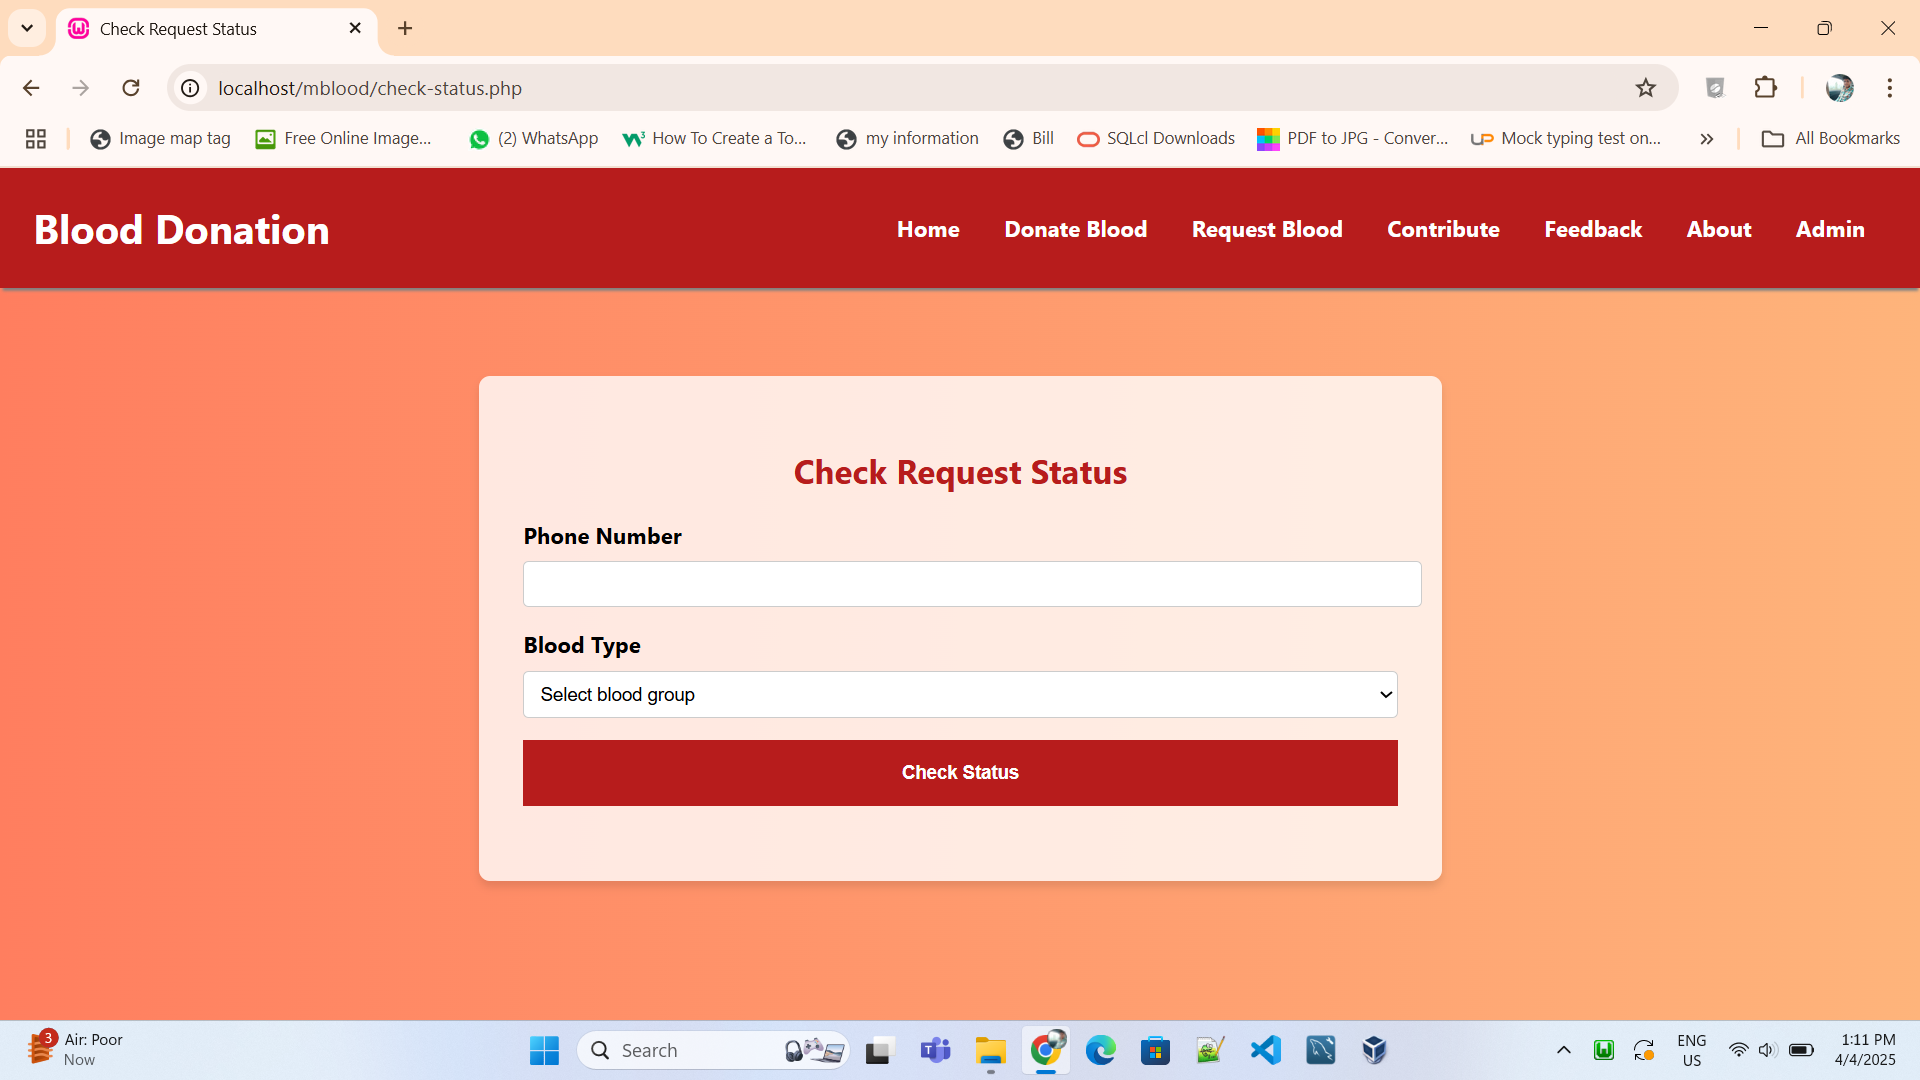 Check Request Status
localhost/mblood/check-status.php
Image map tag
Free Online Image...
(2) WhatsApp
How To Create a To...
my information
Bill
SQLcl Downloads
PDF to JPG - Conver...
Mock typing test on...
All Bookmarks
Blood Donation
Home
Donate Blood
Request Blood
Contribute
Feedback
About
Admin
Check Request Status
Phone Number
Blood Type
Select blood group
Check Status
3
Air: Poor
Now
Search
ENG
US
1:11 PM
4/4/2025